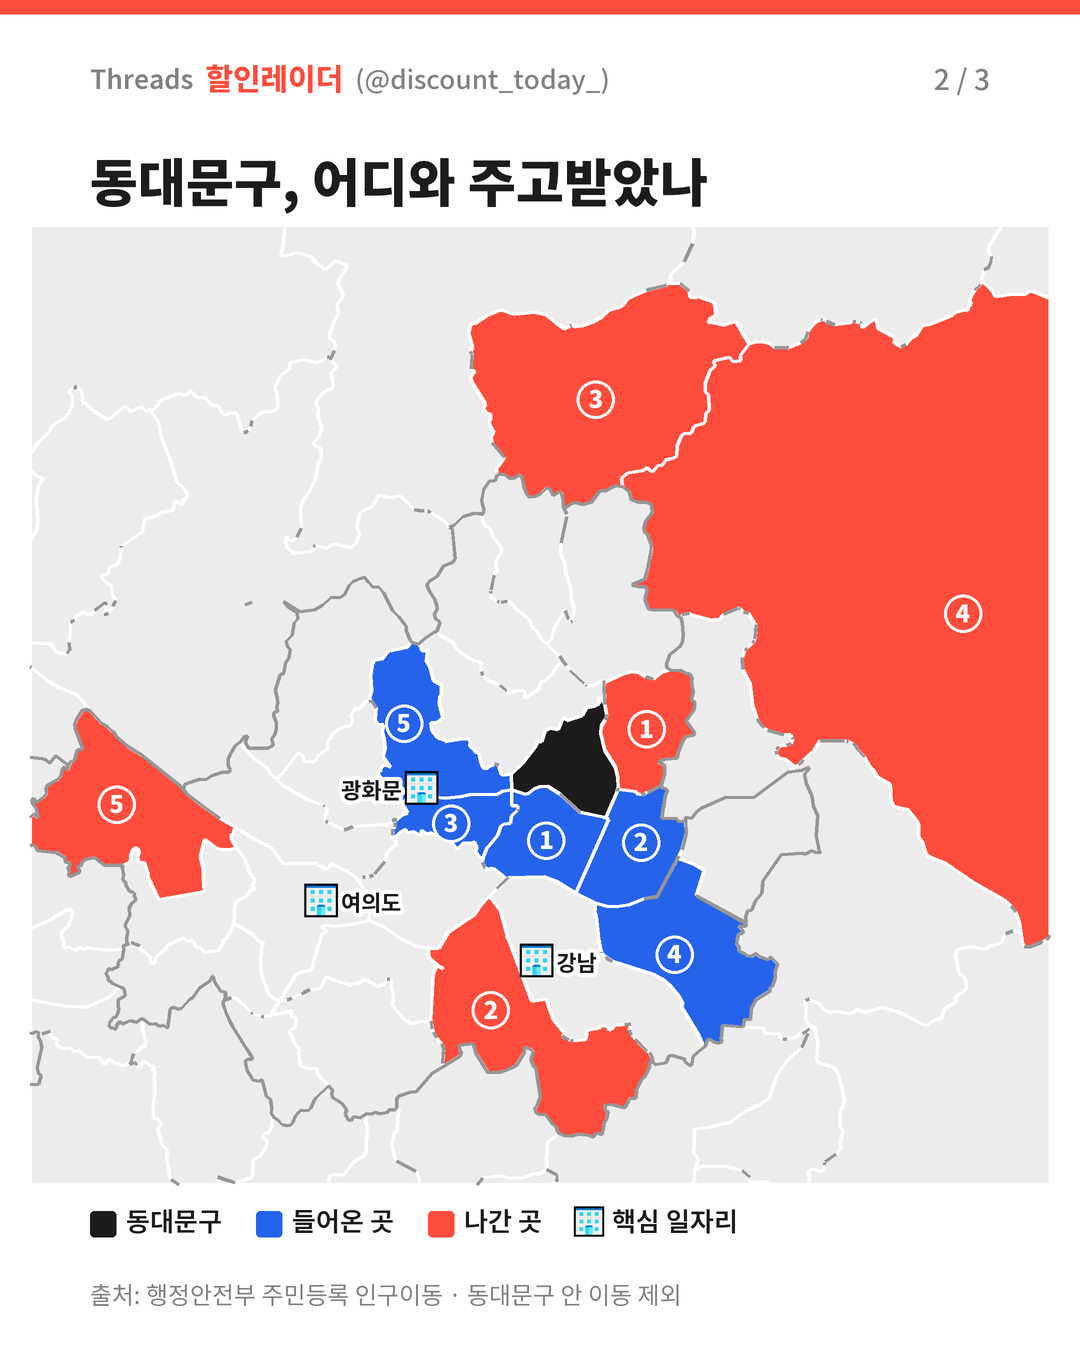 Threads 할인레이더 (@discount_today_)
2 / 3
동대문구, 어디와 주고받았나
3
4
1
5
광화문
5
3
1
2
여의도
강남
4
2
동대문구
들어온 곳
나간 곳
핵심 일자리
출처: 행정안전부 주민등록 인구이동 · 동대문구 안 이동 제외